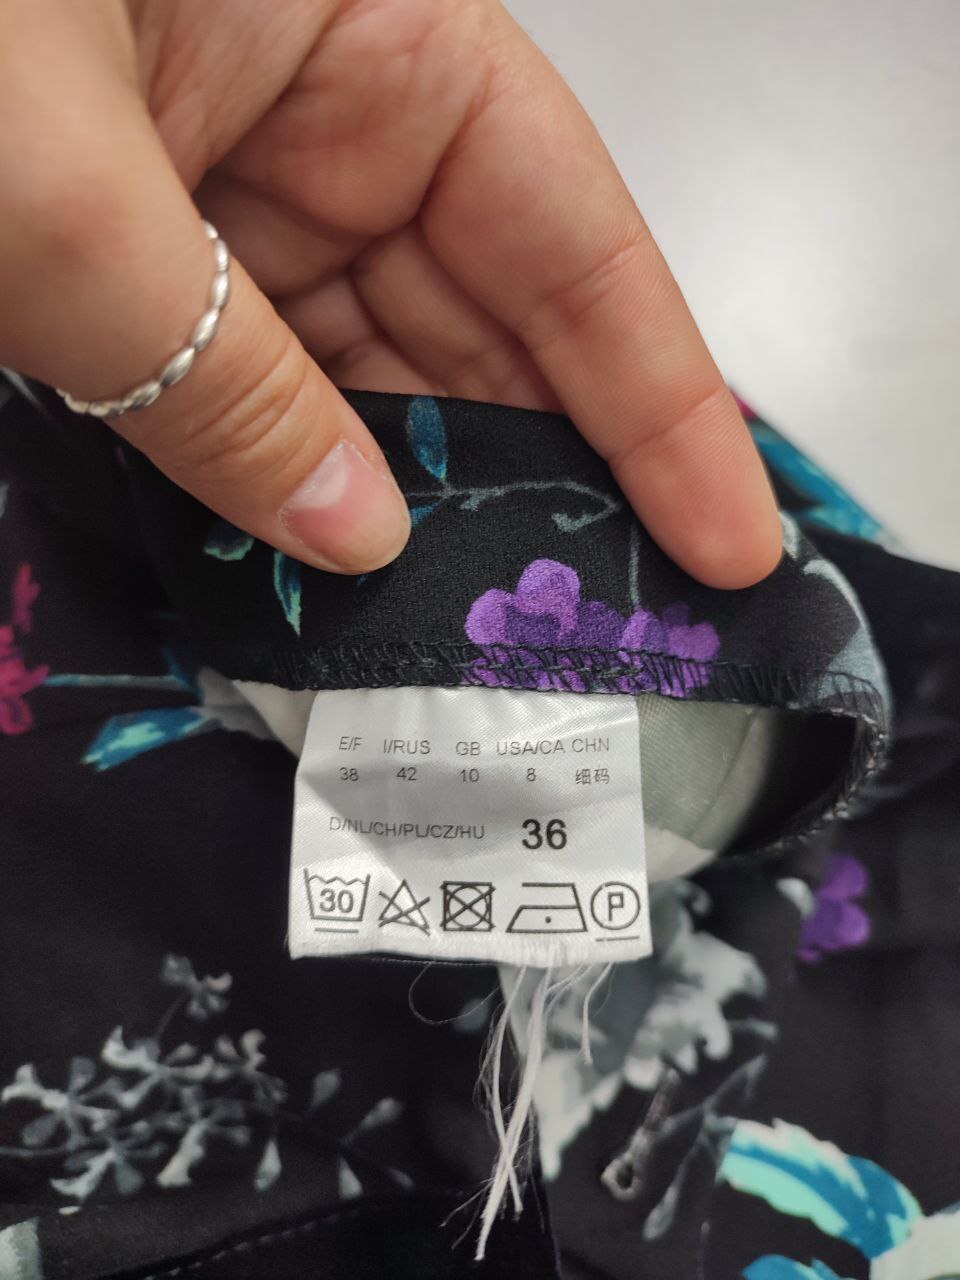 E/F I/RUS GB USA/CA CHN
38 42 10 8 细码
D/NL/CH/PL/CZ/HU 36
30 P